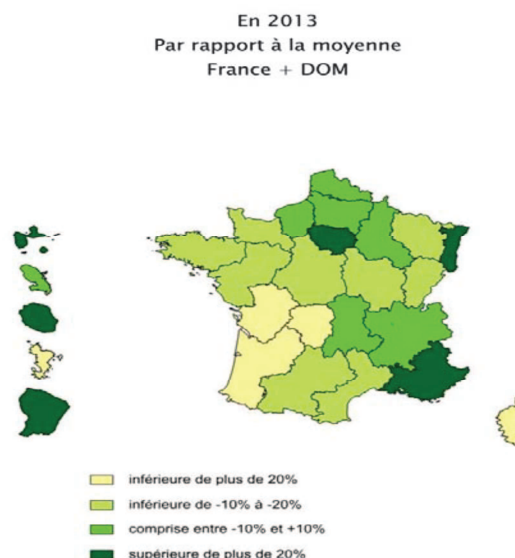 En 2013
Par rapport à la moyenne
France + DOM
inférieure de plus de 20%
inférieure de -10% à -20%
comprise entre -10% et +10%
supérieure de plus de 20%